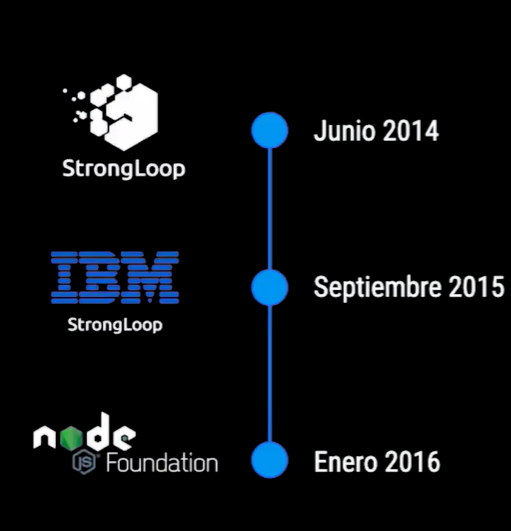 StrongLoop
Junio 2014
IBM
StrongLoop
Septiembre 2015
node
JS Foundation
Enero 2016